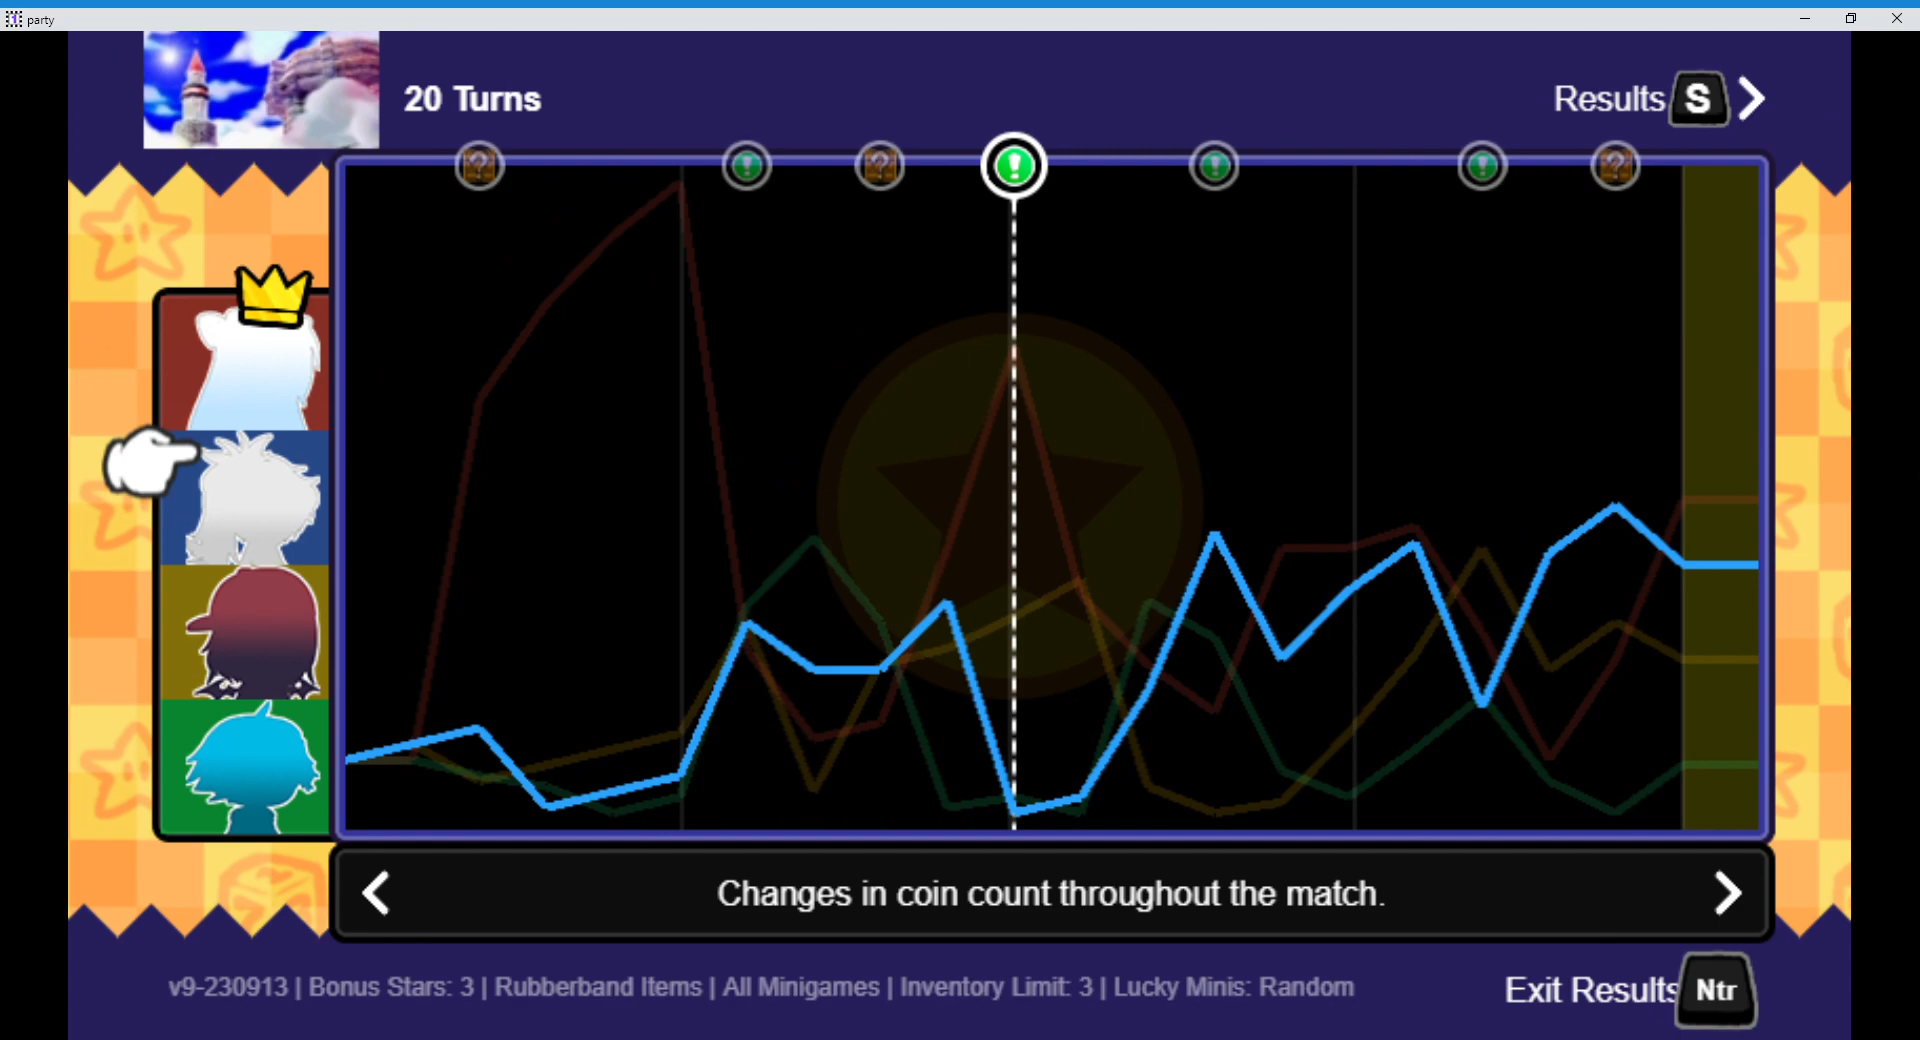 party
20 Turns
Results S
Changes in coin count throughout the match.
v9-230913 | Bonus Stars: 3 | Rubberband Items | All Minigames | Inventory Limit: 3 | Lucky Minis: Random
Exit Results Ntr